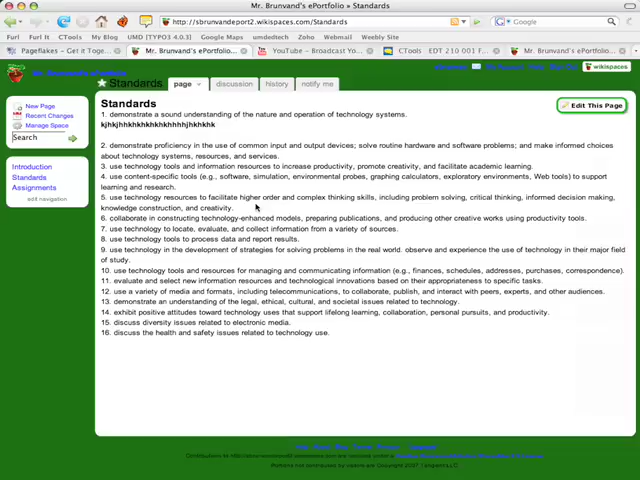 Mr. Brunvand's ePortfolio » Standards
http://sbrunvandeport2.wikispaces.com/Standards
Google
Furl Furl It CTools My Blog UMD [TYPO3 4.0.3] Google Maps umdedtech Zoho Webmail Weebly Site
Pageflakes – Get it Toge... Mr. Brunvand's ePortfolio... YouTube – Broadcast Yo... CTools EDT 210 001 F... Mr. Brunvand's ePortfolio...
wikispaces
Standards page discussion history notify me
New Page
Recent Changes
Manage Space
Search
Introduction
Standards
Assignments
edit navigation
Edit This Page
Standards
1. demonstrate a sound understanding of the nature and operation of technology systems.
kjhkjhhkhkhkhkhkhhhhjhkhkhk
2. demonstrate proficiency in the use of common input and output devices; solve routine hardware and software problems; and make informed choices
about technology systems, resources, and services.
3. use technology tools and information resources to increase productivity, promote creativity, and facilitate academic learning.
4. use content-specific tools (e.g., software, simulation, environmental probes, graphing calculators, exploratory environments, Web tools) to support
learning and research.
5. use technology resources to facilitate higher order and complex thinking skills, including problem solving, critical thinking, informed decision making,
knowledge construction, and creativity.
6. collaborate in constructing technology-enhanced models, preparing publications, and producing other creative works using productivity tools.
7. use technology to locate, evaluate, and collect information from a variety of sources.
8. use technology tools to process data and report results.
9. use technology in the development of strategies for solving problems in the real world. observe and experience the use of technology in their major field
of study.
10. use technology tools and resources for managing and communicating information (e.g., finances, schedules, addresses, purchases, correspondence).
11. evaluate and select new information resources and technological innovations based on their appropriateness to specific tasks.
12. use a variety of media and formats, including telecommunications, to collaborate, publish, and interact with peers, experts, and other audiences.
13. demonstrate an understanding of the legal, ethical, cultural, and societal issues related to technology.
14. exhibit positive attitudes toward technology uses that support lifelong learning, collaboration, personal pursuits, and productivity.
15. discuss diversity issues related to electronic media.
16. discuss the health and safety issues related to technology use.